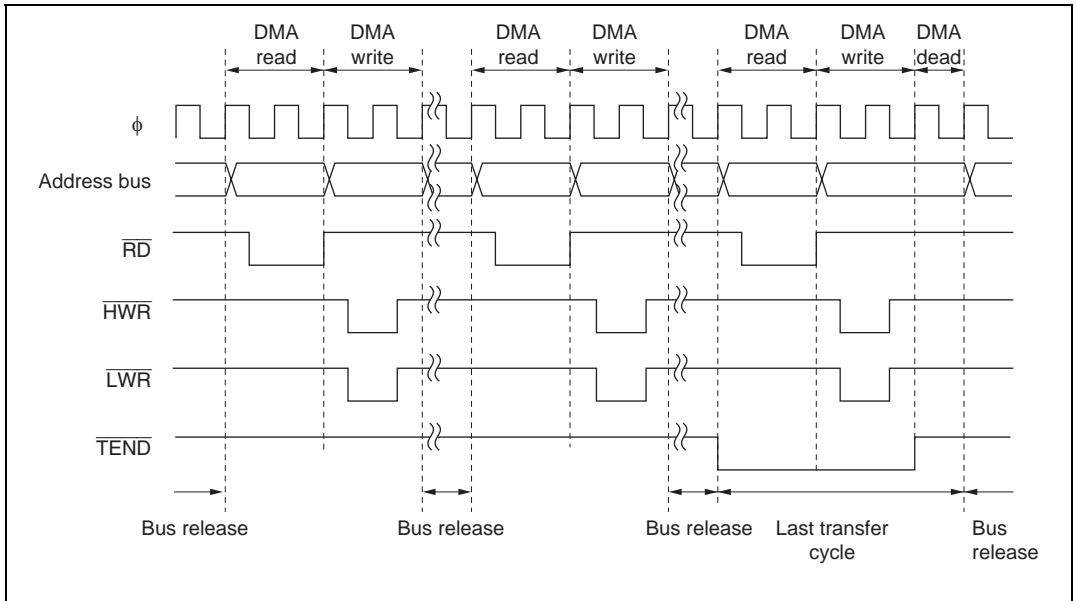 DMA read
DMA write
DMA read
DMA write
DMA read
DMA write
DMA dead
ϕ
Address bus
RD
HWR
LWR
TEND
Bus release
Bus release
Bus release
Last transfer cycle
Bus release